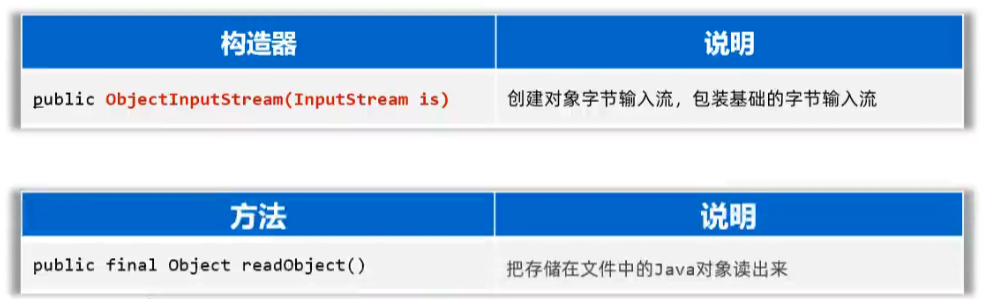 构造器 说明
public ObjectInputStream(InputStream is) 创建对象字节输入流，包装基础的字节输入流
方法 说明
public final Object readObject() 把存储在文件中的Java对象读出来